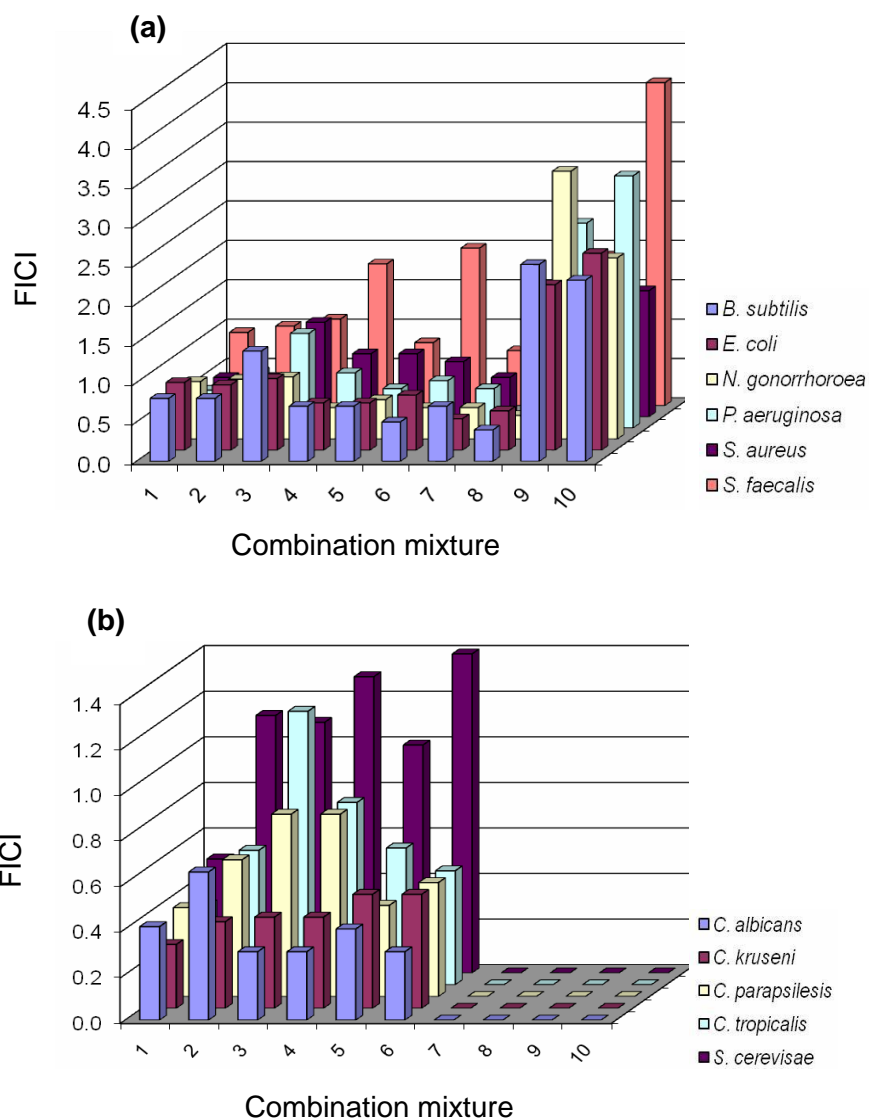 (a)
4.5
4.0
3.5
3.0
2.5
2.0
1.5
1.0
0.5
0.0
FICI
1 2 3 4 5 6 7 8 9 10
Combination mixture
B. subtilis
E. coli
N. gonorrhoroea
P. aeruginosa
S. aureus
S. faecalis
(b)
1.4
1.2
1.0
0.8
0.6
0.4
0.2
0.0
FICI
1 2 3 4 5 6 7 8 9 10
Combination mixture
C. albicans
C. kruseni
C. parapsilesis
C. tropicalis
S. cerevisae